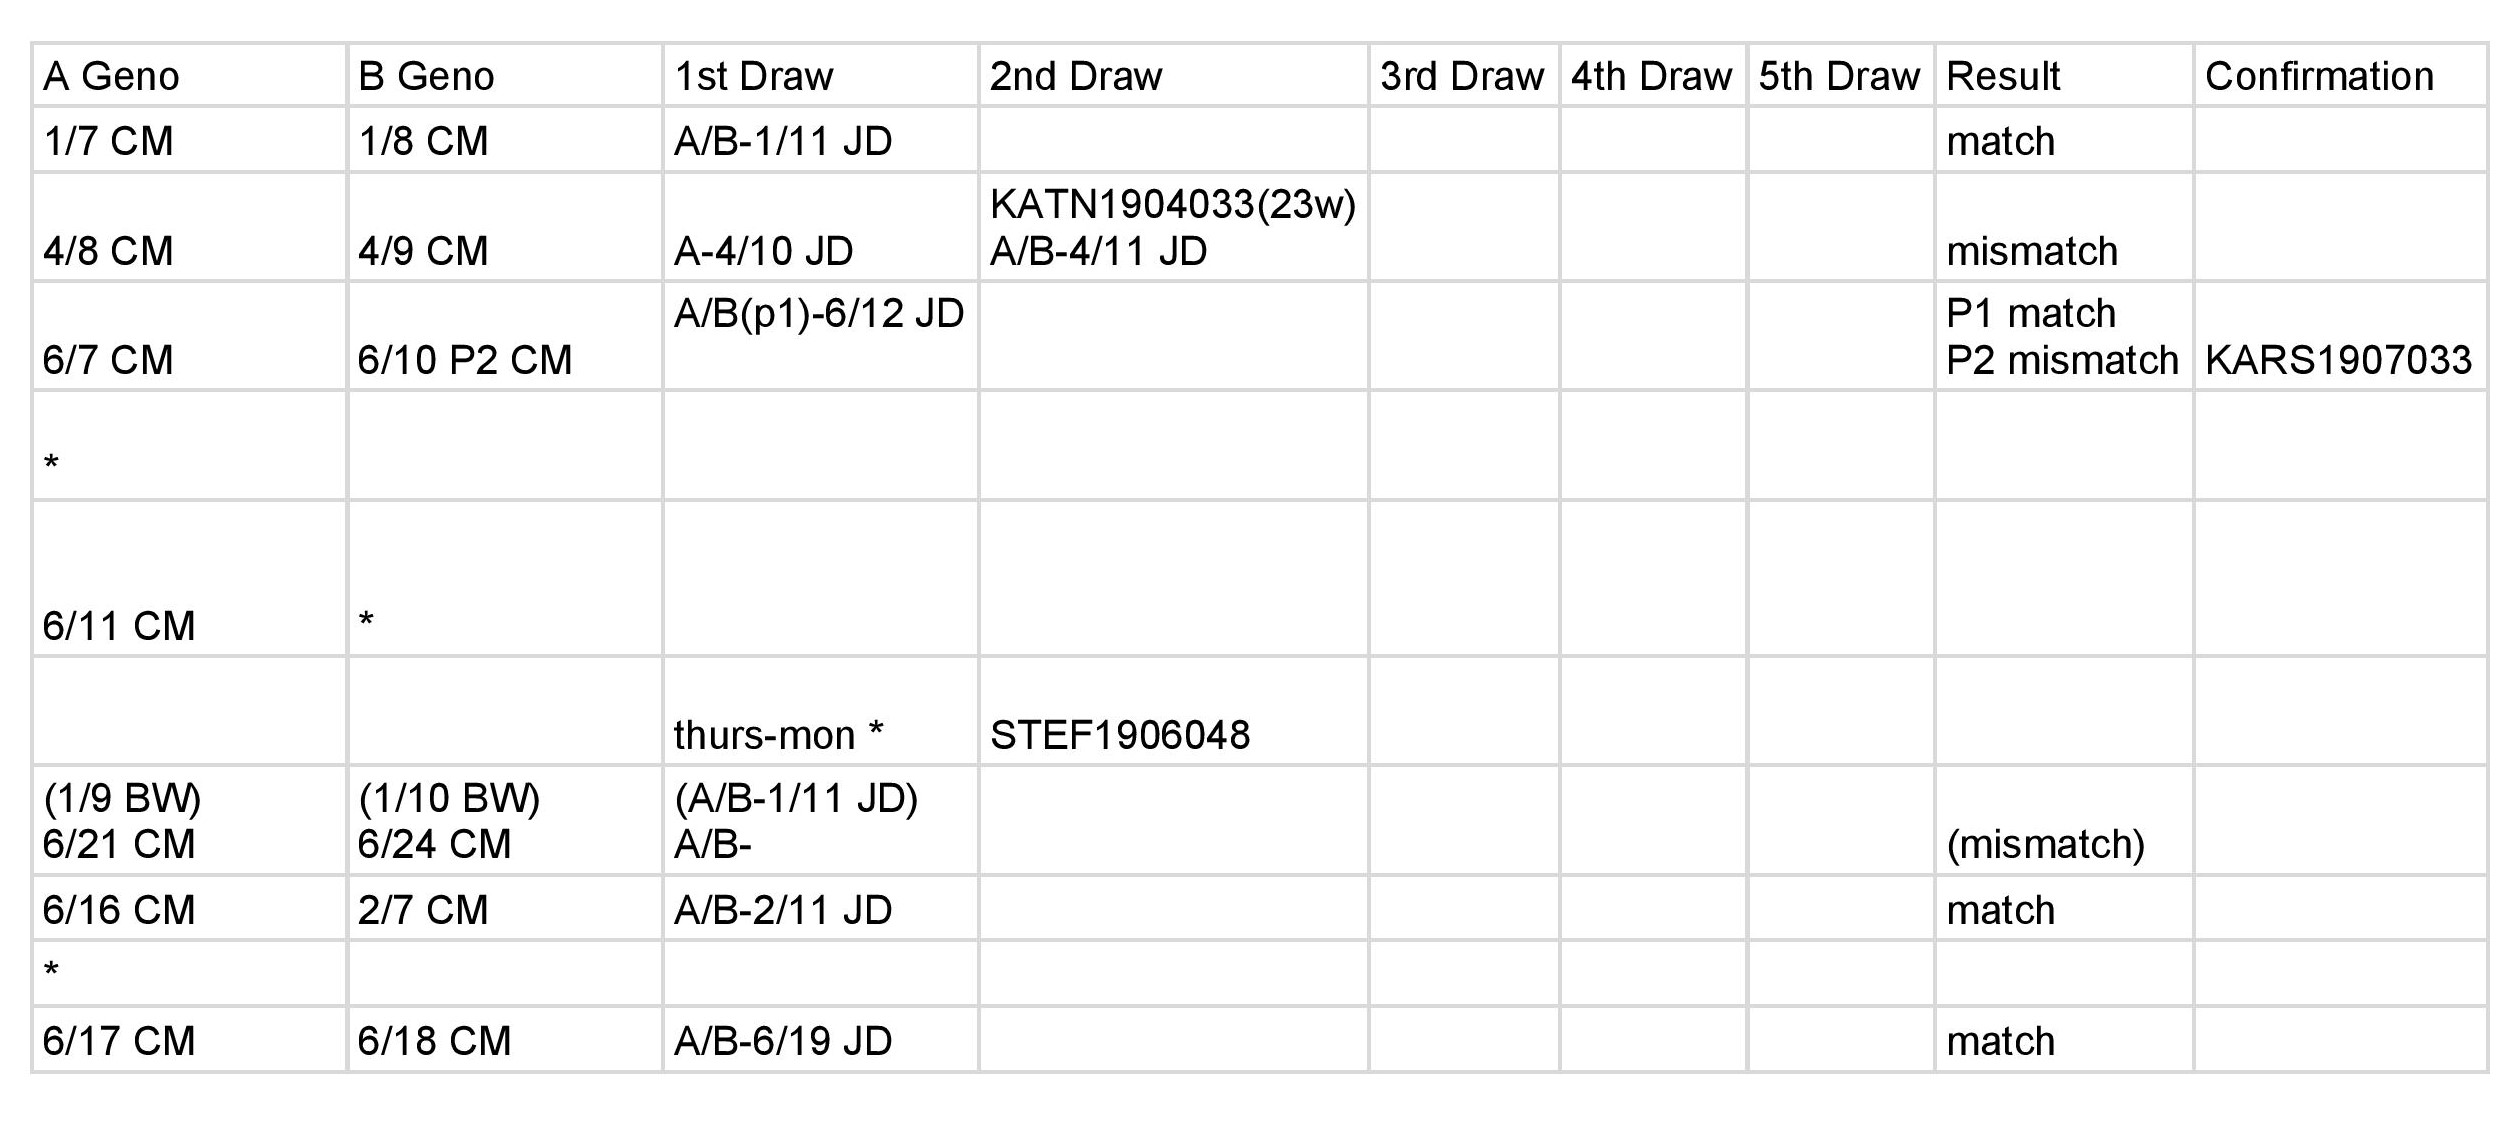 A Geno B Geno 1st Draw 2nd Draw 3rd Draw 4th Draw 5th Draw Result Confirmation
1/7 CM 1/8 CM A/B-1/11 JD match
KATN1904033(23w)
4/8 CM 4/9 CM A-4/10 JD A/B-4/11 JD mismatch
A/B(p1)-6/12 JD P1 match
6/7 CM 6/10 P2 CM P2 mismatch KARS1907033
*
6/11 CM *
thurs-mon * STEF1906048
(1/9 BW) (1/10 BW) (A/B-1/11 JD)
6/21 CM 6/24 CM A/B- (mismatch)
6/16 CM 2/7 CM A/B-2/11 JD match
*
6/17 CM 6/18 CM A/B-6/19 JD match